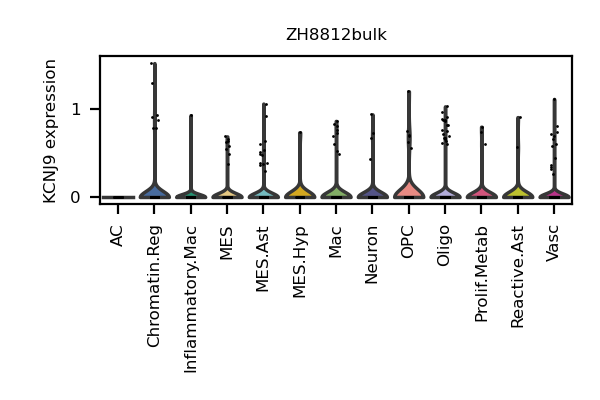 ZH8812bulk
KCNJ9 expression
1
0
AC
Chromatin.Reg
Inflammatory.Mac
MES
MES.Ast
MES.Hyp
Mac
Neuron
OPC
Oligo
Prolif.Metab
Reactive.Ast
Vasc